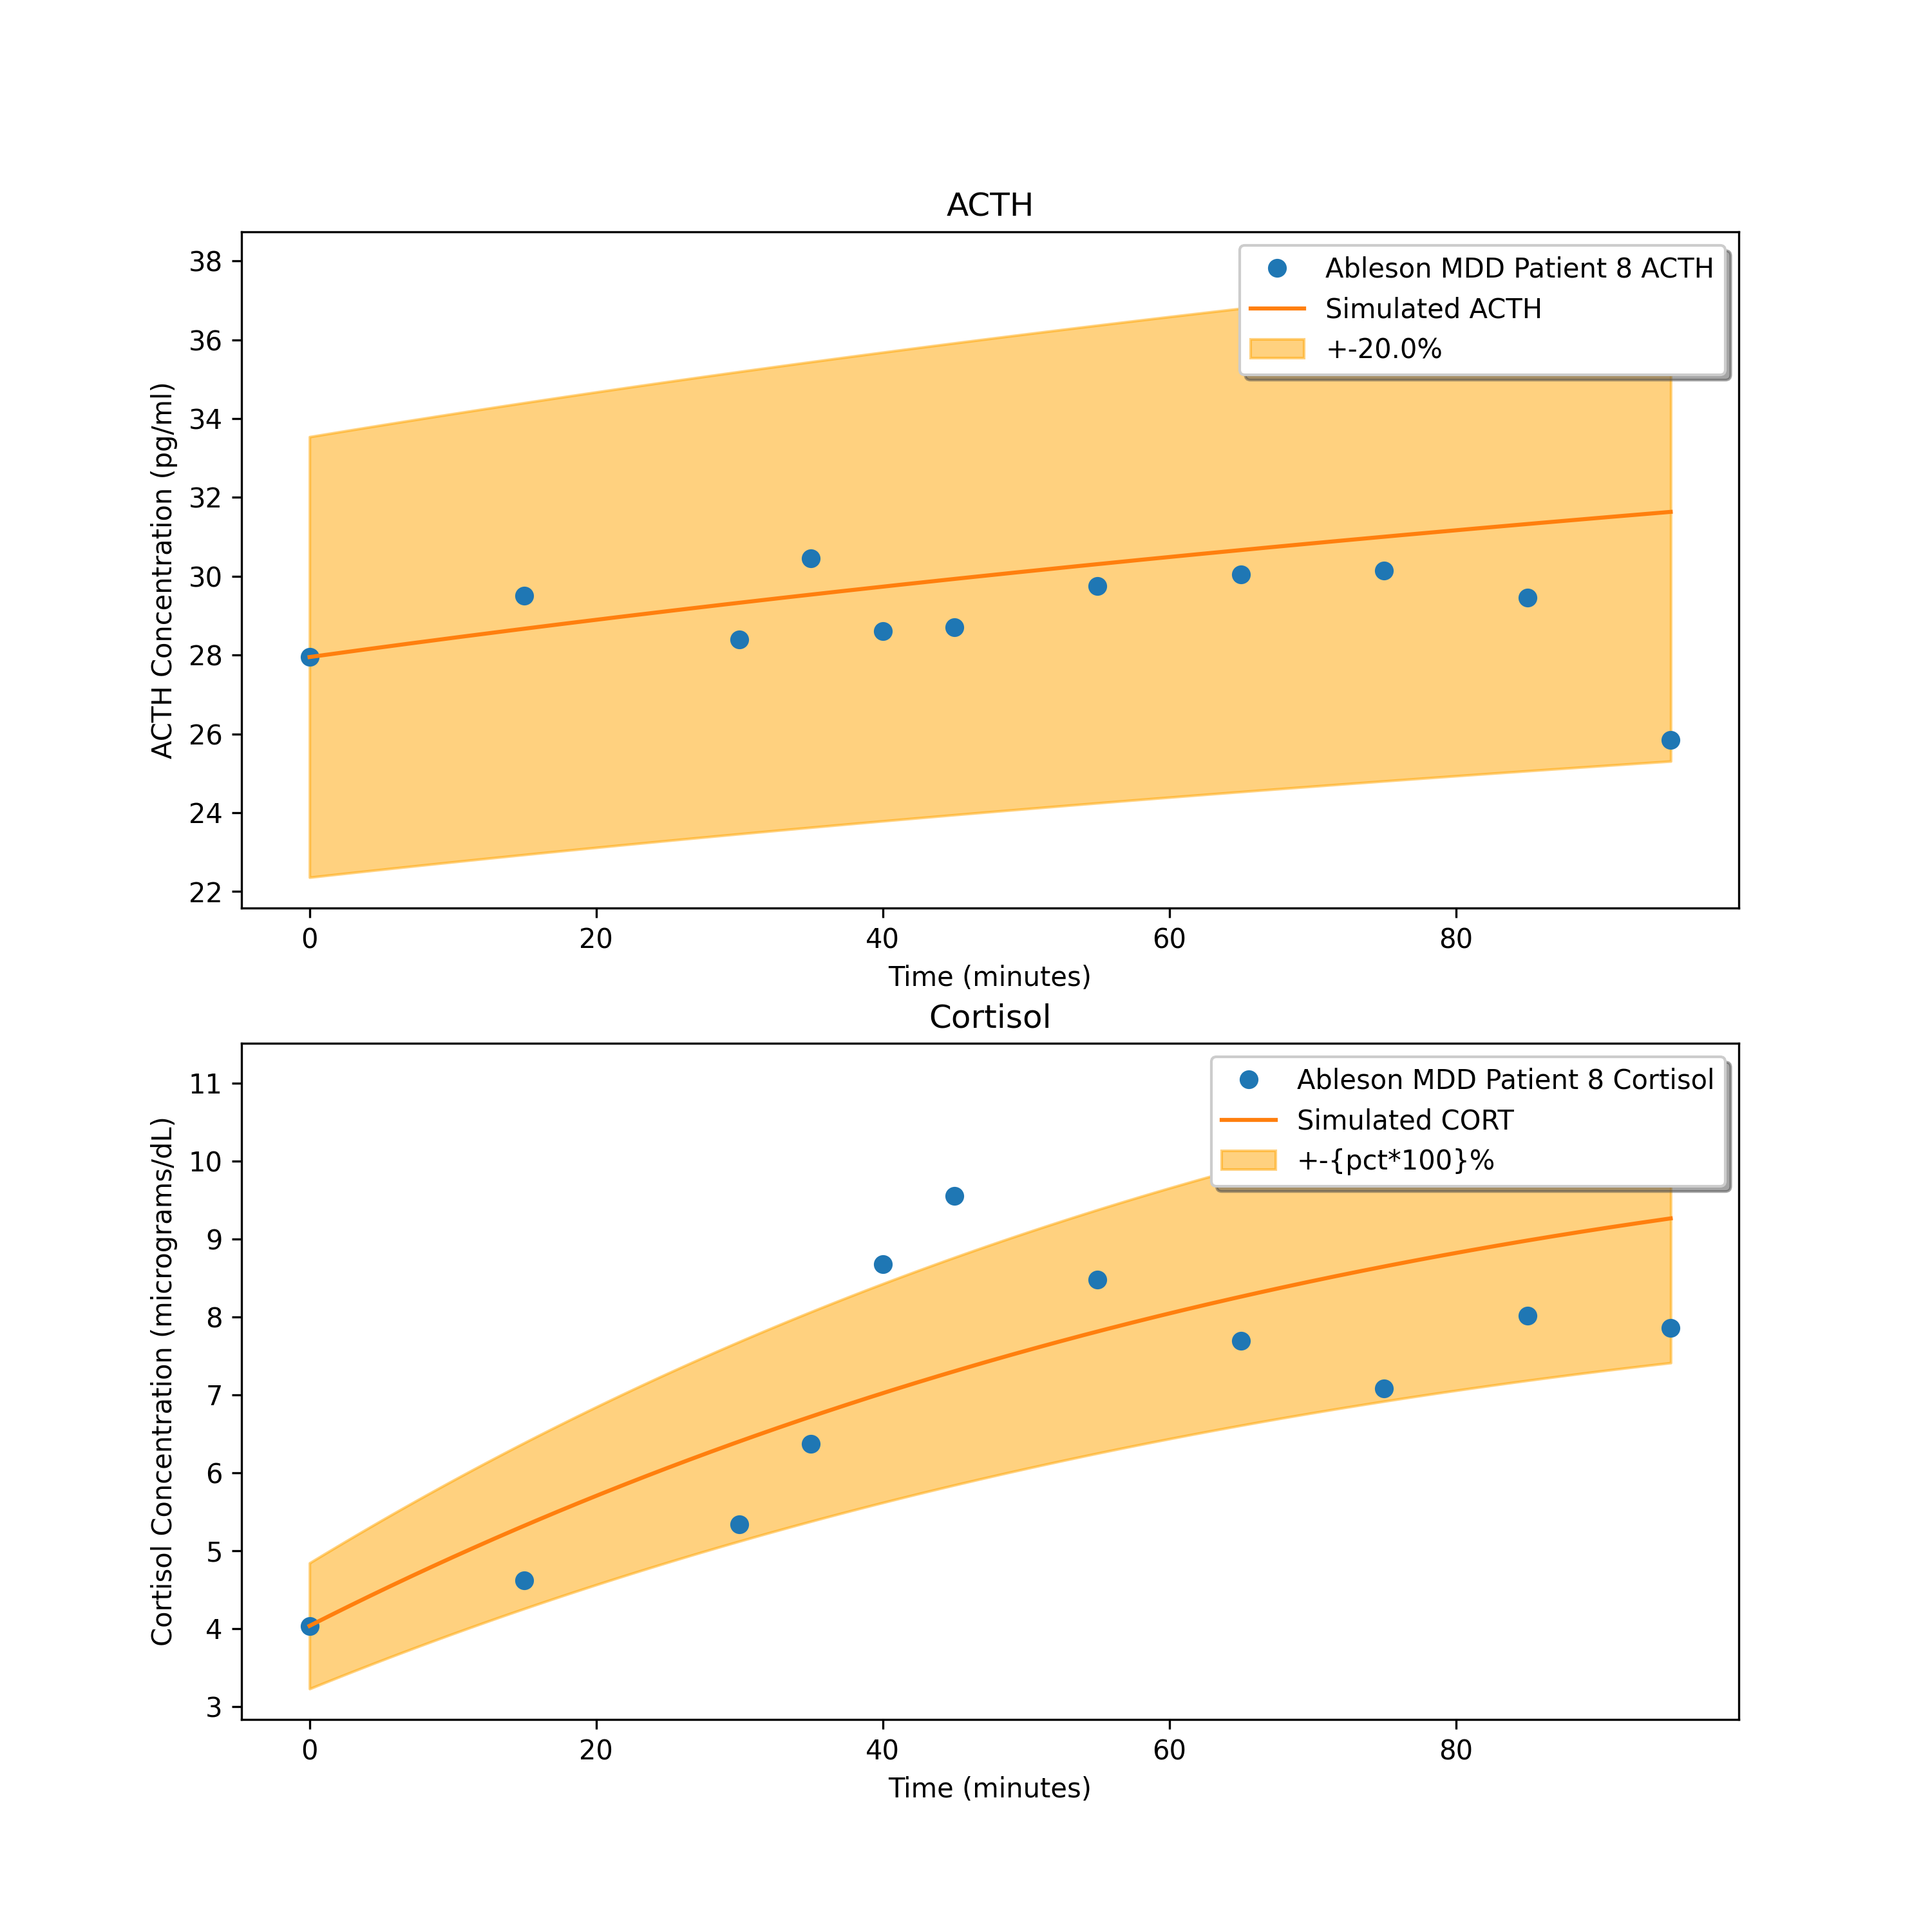 ACTH
38
36
34
32
30
28
26
24
22
ACTH Concentration (pg/ml)
Ableson MDD Patient 8 ACTH
Simulated ACTH
+-20.0%
0 20 40 60 80
Time (minutes)
Cortisol
11
10
9
8
7
6
5
4
3
Cortisol Concentration (micrograms/dL)
Ableson MDD Patient 8 Cortisol
Simulated CORT
+-{pct*100}%
0 20 40 60 80
Time (minutes)